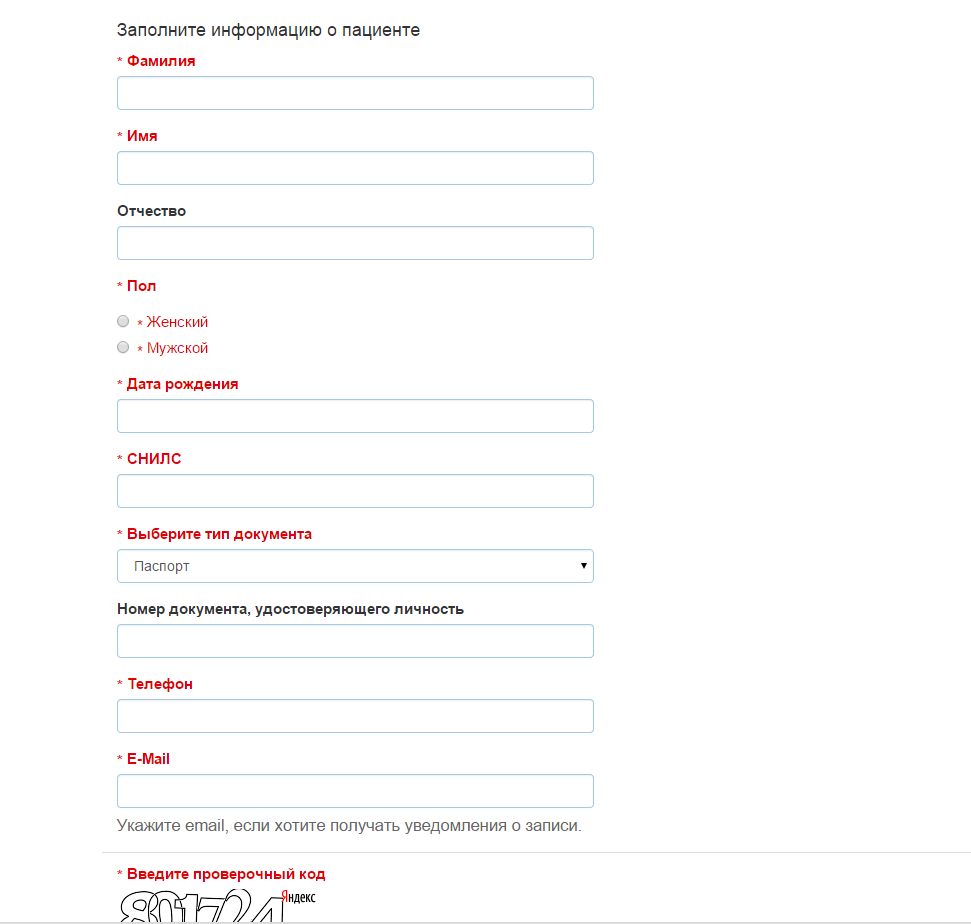 Заполните информацию о пациенте
* Фамилия
* Имя
Отчество
* Пол
* Женский
* Мужской
* Дата рождения
* СНИЛС
* Выберите тип документа
Паспорт
Номер документа, удостоверяющего личность
* Телефон
* E-Mail
Укажите email, если хотите получать уведомления о записи.
* Введите проверочный код
Яндекс